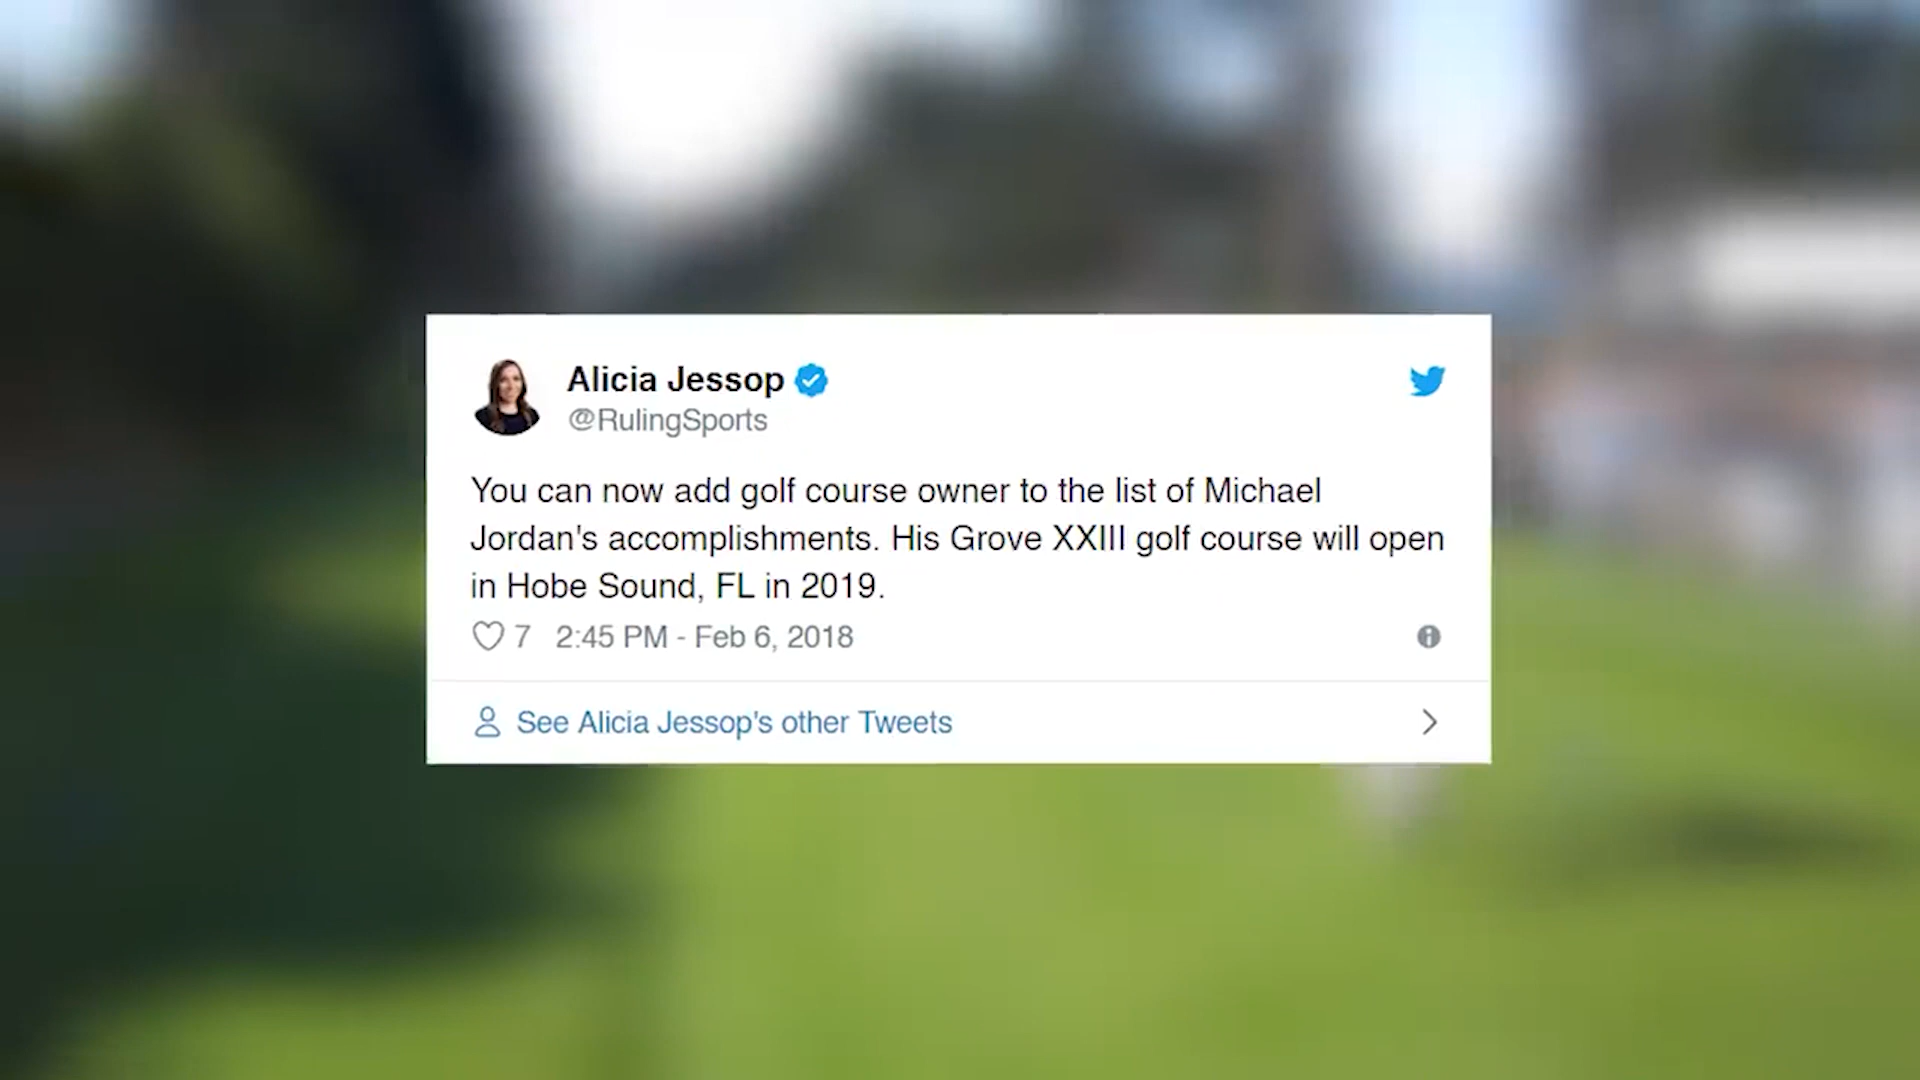 Alicia Jessop
@RulingSports
You can now add golf course owner to the list of Michael
Jordan's accomplishments. His Grove XXIII golf course will open
in Hobe Sound, FL in 2019.
7 2:45 PM - Feb 6, 2018
See Alicia Jessop's other Tweets